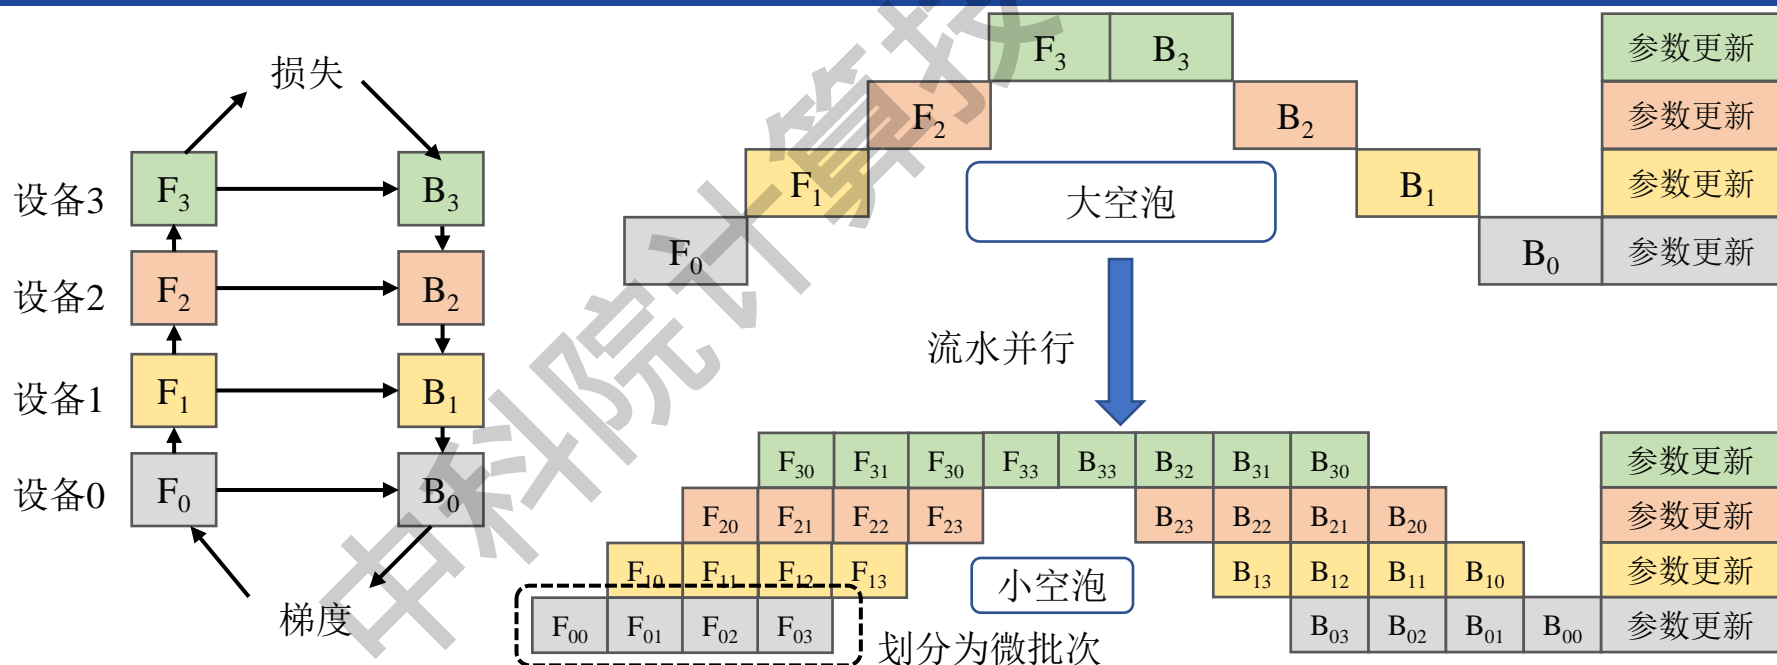 损失
设备3 F3 B3
设备2 F2 B2
设备1 F1 B1
设备0 F0 B0
梯度
F3 B3 参数更新
F2 B2 参数更新
F1 大空泡 B1 参数更新
F0 B0 参数更新
流水并行
F30 F31 F30 F33 B33 B32 B31 B30 参数更新
F20 F21 F22 F23 B23 B22 B21 B20 参数更新
F10 F11 F12 F13 小空泡 B13 B12 B11 B10 参数更新
F00 F01 F02 F03 B03 B02 B01 B00 参数更新
划分为微批次
中科院计算技